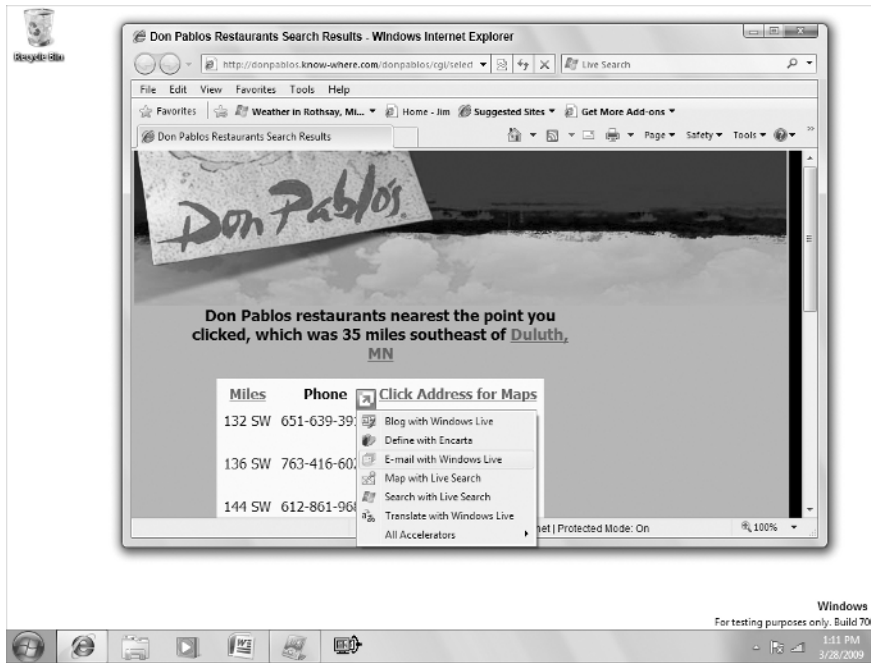 Recycle Bin
Don Pablos Restaurants Search Results - Windows Internet Explorer
http://donpablos.know-where.com/donpablos/cgi/selec
Live Search
File Edit View Favorites Tools Help
Favorites Weather in Rothsay, Mi... Home - Jim Suggested Sites Get More Add-ons
Don Pablos Restaurants Search Results Page Safety Tools
Don Pablo's.
Don Pablos restaurants nearest the point you
clicked, which was 35 miles southeast of Duluth,
MN
Miles Phone Click Address for Maps
132 SW 651-639-391
Blog with Windows Live
Define with Encarta
136 SW 763-416-602
E-mail with Windows Live
Map with Live Search
144 SW 612-861-968
Search with Live Search
Translate with Windows Live
All Accelerators
net | Protected Mode: On 100%
Windows
For testing purposes only. Build 700
1:11 PM
3/28/2009